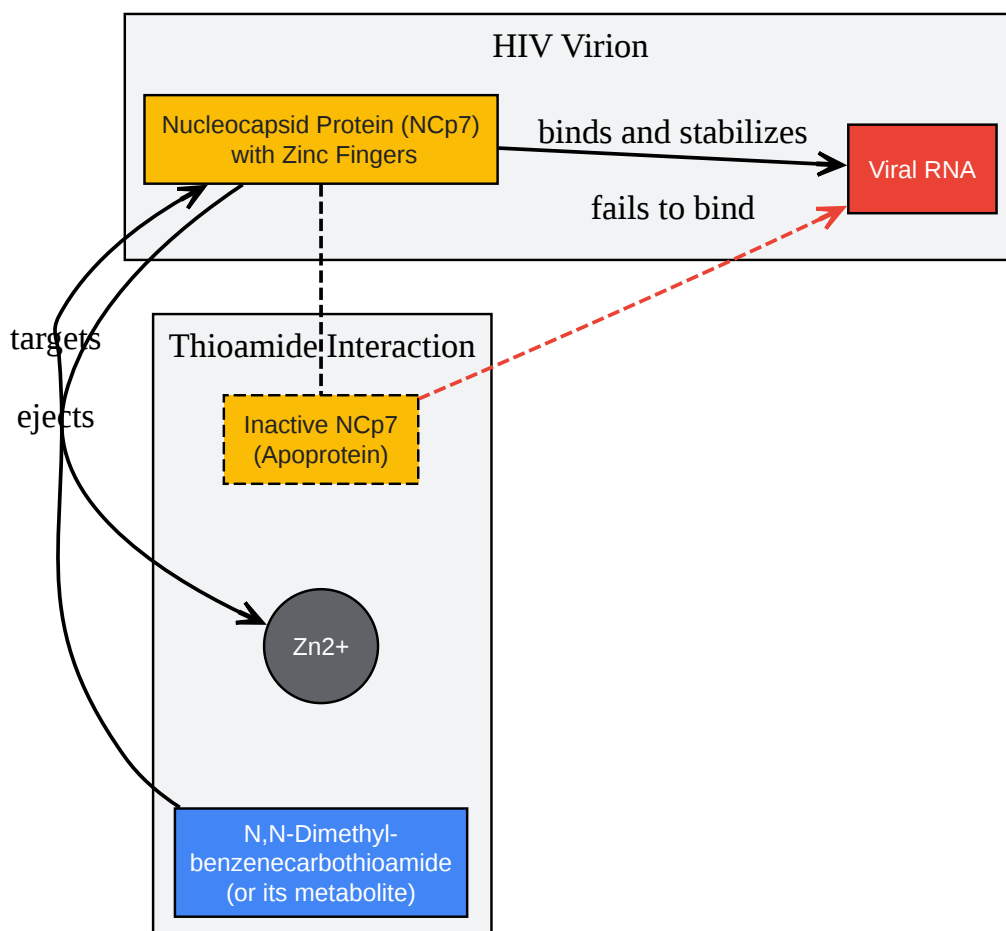 HIV Virion
Nucleocapsid Protein (NCp7)
with Zinc Fingers
binds and stabilizes
Viral RNA
fails to bind
targets
Thioamide Interaction
ejects
Inactive NCp7
(Apoprotein)
Zn2+
N,N-Dimethyl-
benzenecarbothioamide
(or its metabolite)